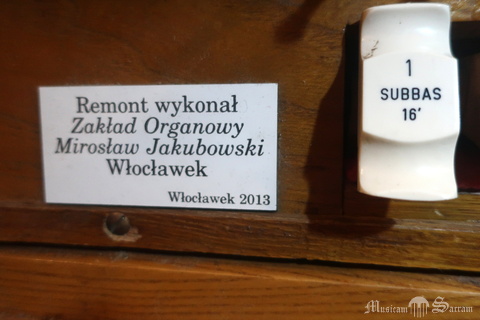 Remont wykonał
Zakład Organowy
Mirosław Jakubowski
Włocławek
Włocławek 2013
1
SUBBAS
16'
Musicam Sacram